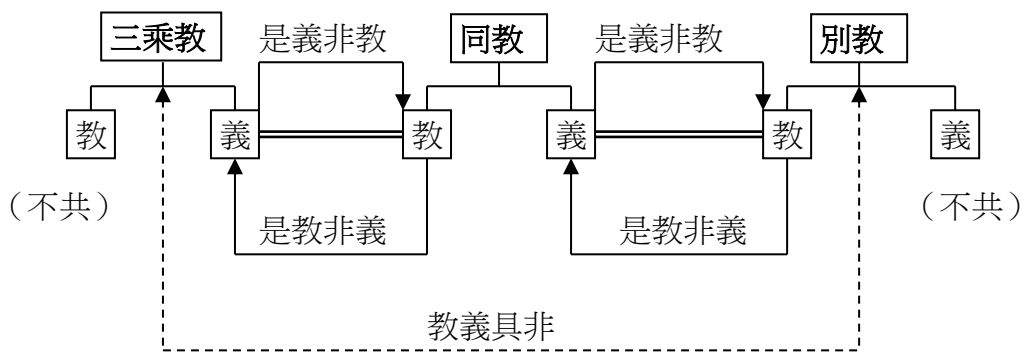 三乘教 是義非教 同教 是義非教 別教
教 義 教 義 教 義
（不共） （不共）
是教非義 是教非義
教義具非